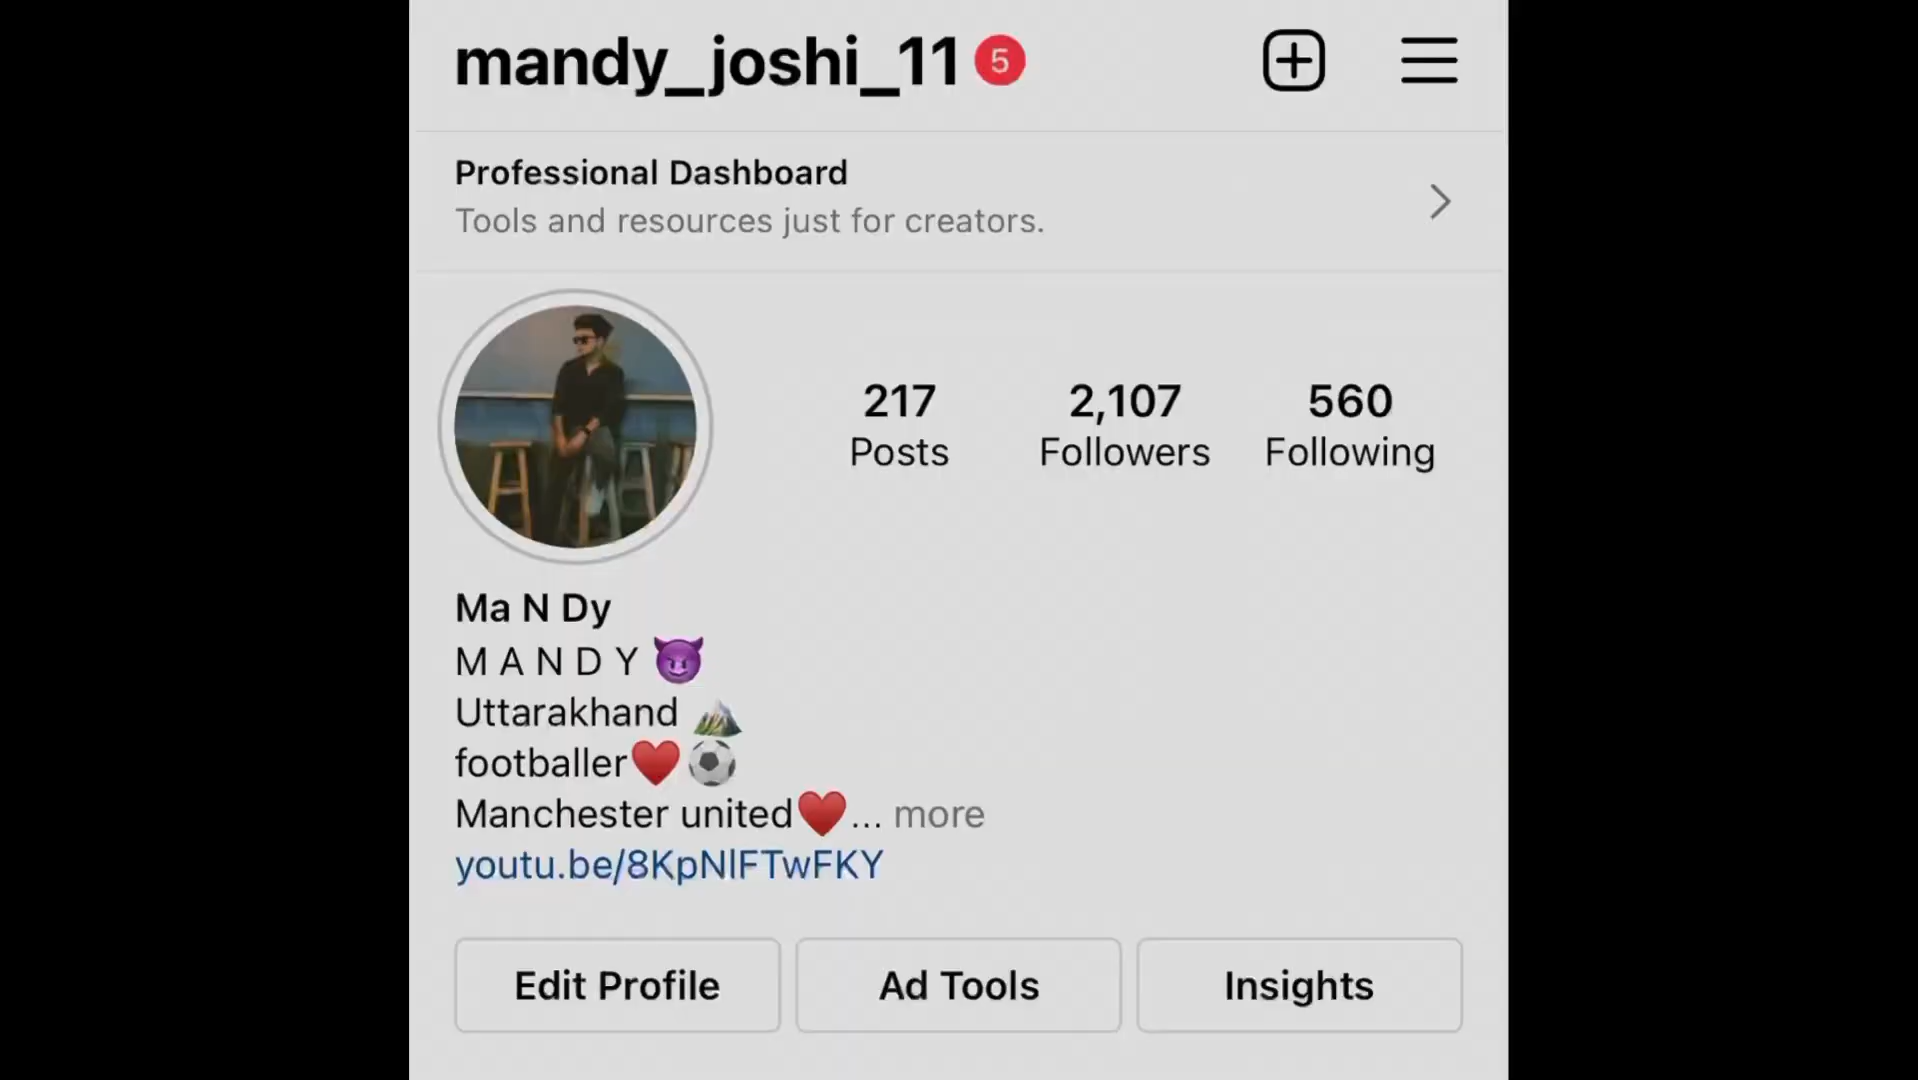 mandy_joshi_11 5
Professional Dashboard
Tools and resources just for creators.
217 2,107 560
Posts Followers Following
Ma N Dy
M A N D Y 😈
Uttarakhand ⛰️
footballer♥️⚽
Manchester united♥️... more
youtu.be/8KpNlFTwFKY
Edit Profile Ad Tools Insights